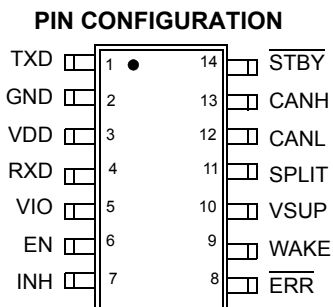 PIN CONFIGURATION
TXD 1 14 STBY
GND 2 13 CANH
VDD 3 12 CANL
RXD 4 11 SPLIT
VIO 5 10 VSUP
EN 6 9 WAKE
INH 7 8 ERR